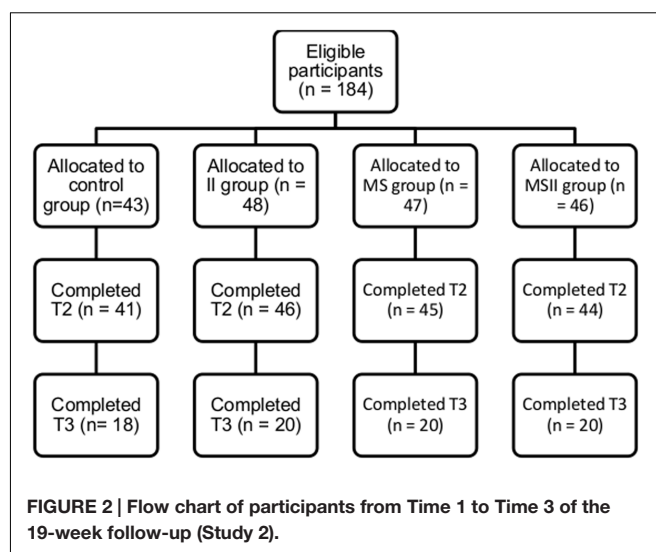 Eligible
participants
(n = 184)
Allocated to
control
group (n=43)
Allocated to
II group (n =
48)
Allocated to
MS group (n =
47)
Allocated to
MSII group (n
= 46)
Completed
T2 (n = 41)
Completed
T2 (n = 46)
Completed T2
(n = 45)
Completed T2
(n = 44)
Completed
T3 (n= 18)
Completed
T3 (n = 20)
Completed T3
(n = 20)
Completed T3
(n = 20)
FIGURE 2 | Flow chart of participants from Time 1 to Time 3 of the
19-week follow-up (Study 2).